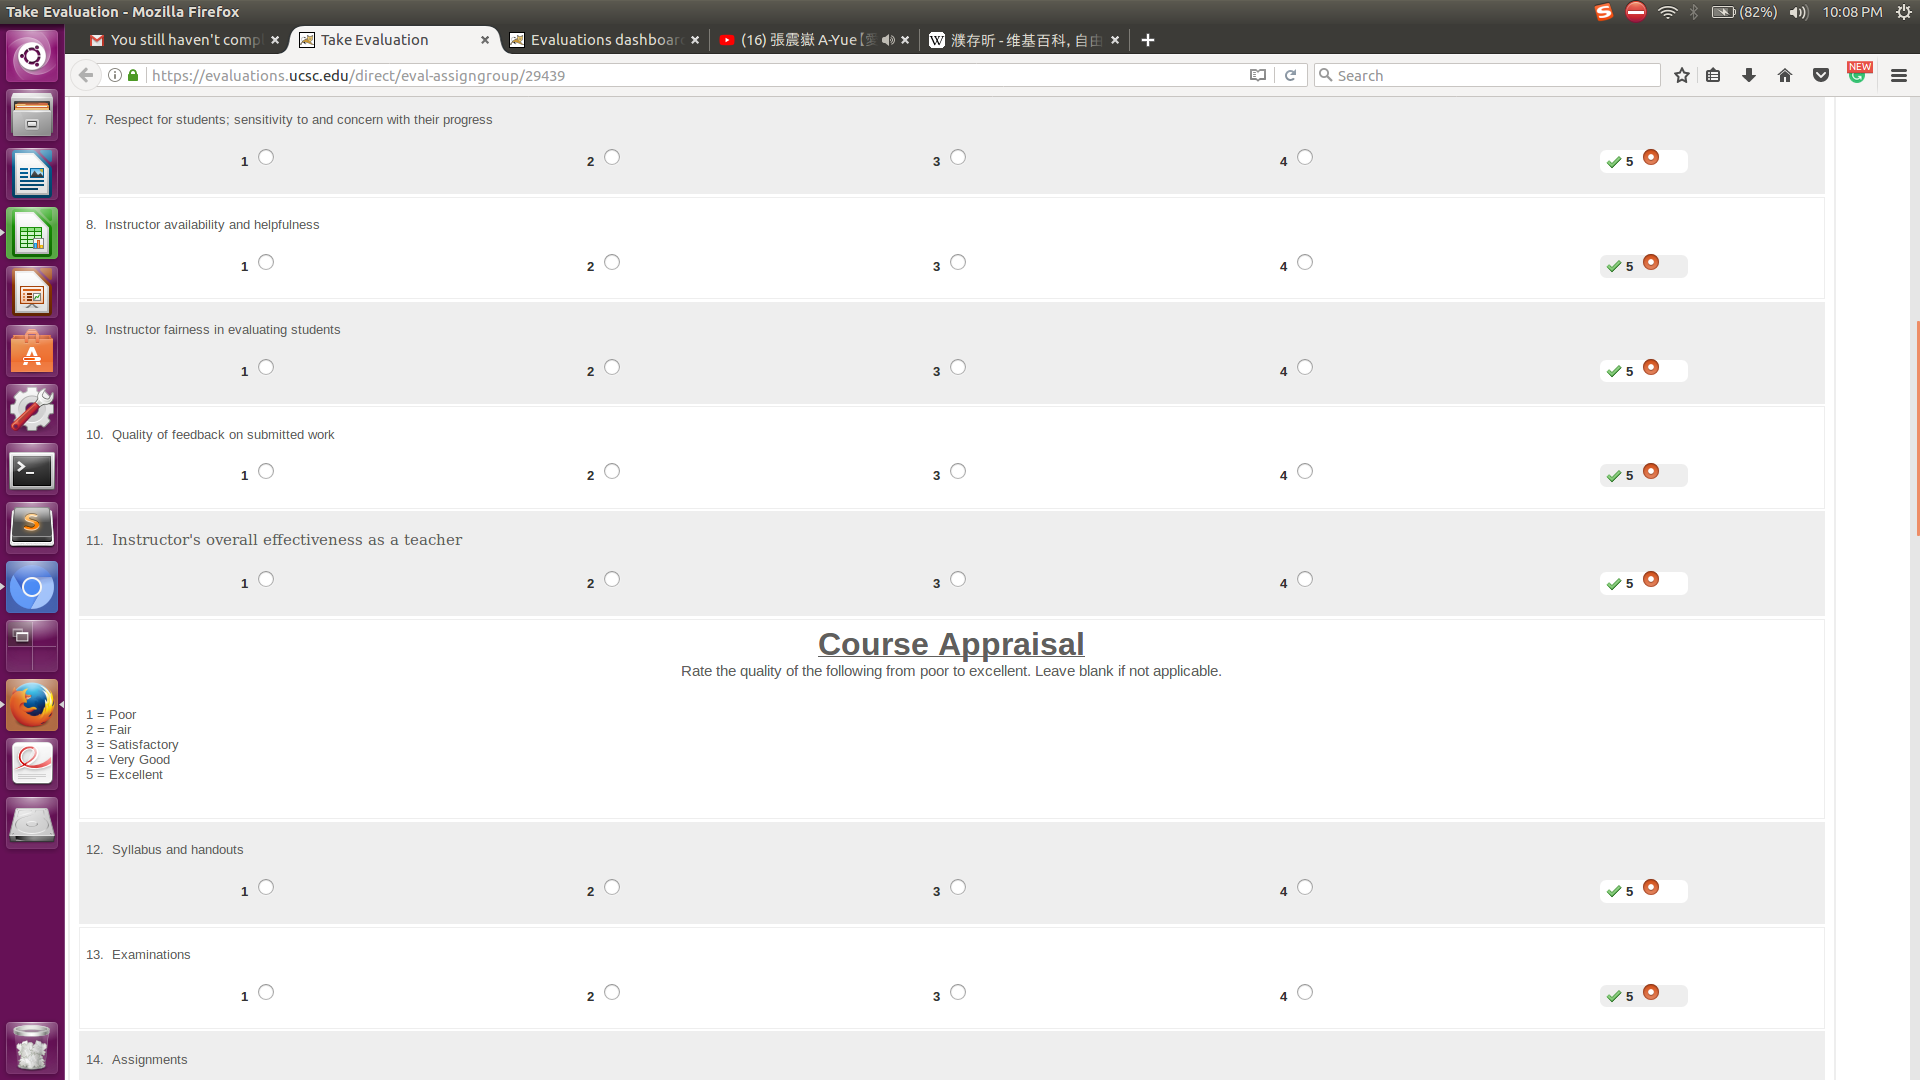 Take Evaluation - Mozilla Firefox
(82%) 10:08 PM
You still haven't comp
Take Evaluation
Evaluations dashboar
(16) 張震嶽 A-Yue【
濮存昕 - 维基百科, 自由
https://evaluations.ucsc.edu/direct/eval-assigngroup/29439
Search
NEW
7. Respect for students; sensitivity to and concern with their progress
1 2 3 4 5
8. Instructor availability and helpfulness
1 2 3 4 5
9. Instructor fairness in evaluating students
1 2 3 4 5
10. Quality of feedback on submitted work
1 2 3 4 5
11. Instructor's overall effectiveness as a teacher
1 2 3 4 5
Course Appraisal
Rate the quality of the following from poor to excellent. Leave blank if not applicable.
1 = Poor
2 = Fair
3 = Satisfactory
4 = Very Good
5 = Excellent
12. Syllabus and handouts
1 2 3 4 5
13. Examinations
1 2 3 4 5
14. Assignments